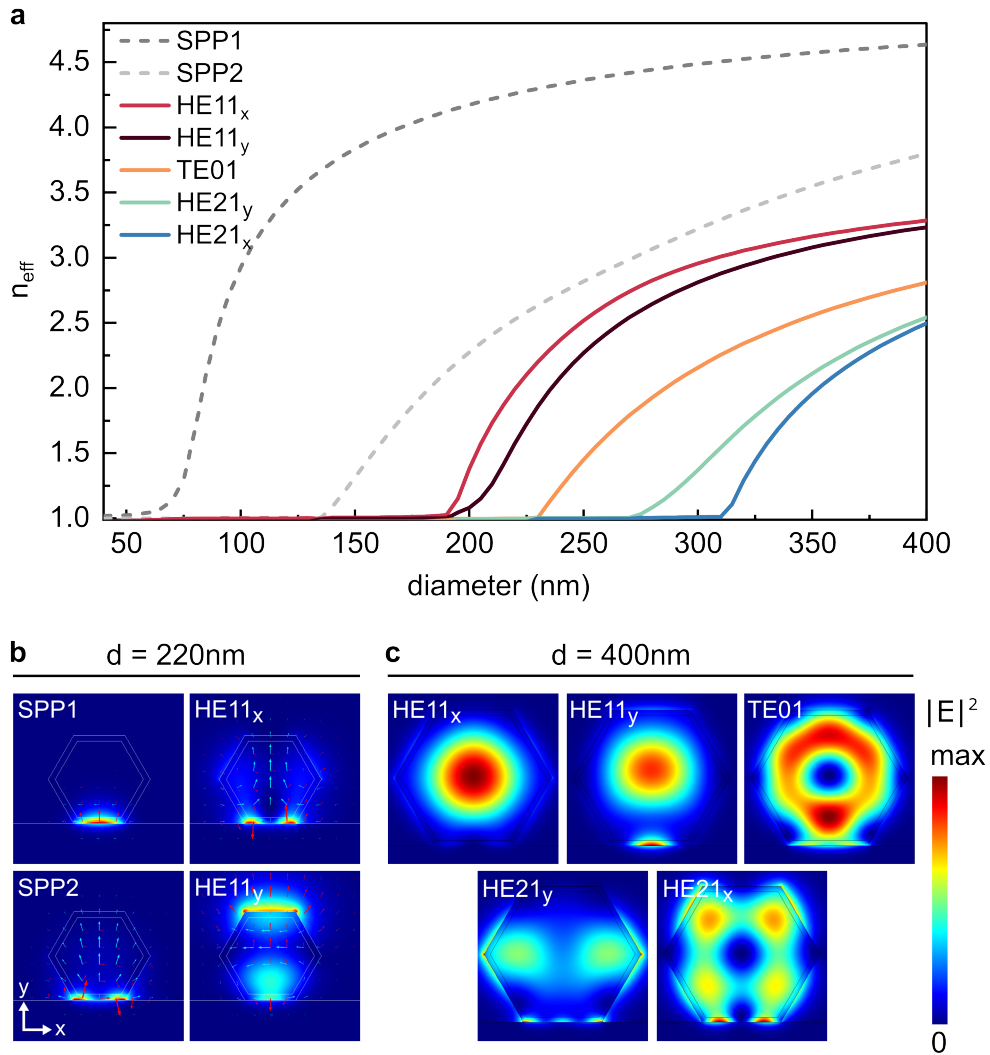 a
SPP1
SPP2
HE11x
HE11y
TE01
HE21y
HE21x
4.5
4.0
3.5
3.0
2.5
2.0
1.5
1.0
neff
50 100 150 200 250 300 350 400
diameter (nm)
b d = 220nm
SPP1 HE11x
SPP2 HE11y
y
x
c d = 400nm
HE11x HE11y TE01
HE21y HE21x
|E|²
max
0